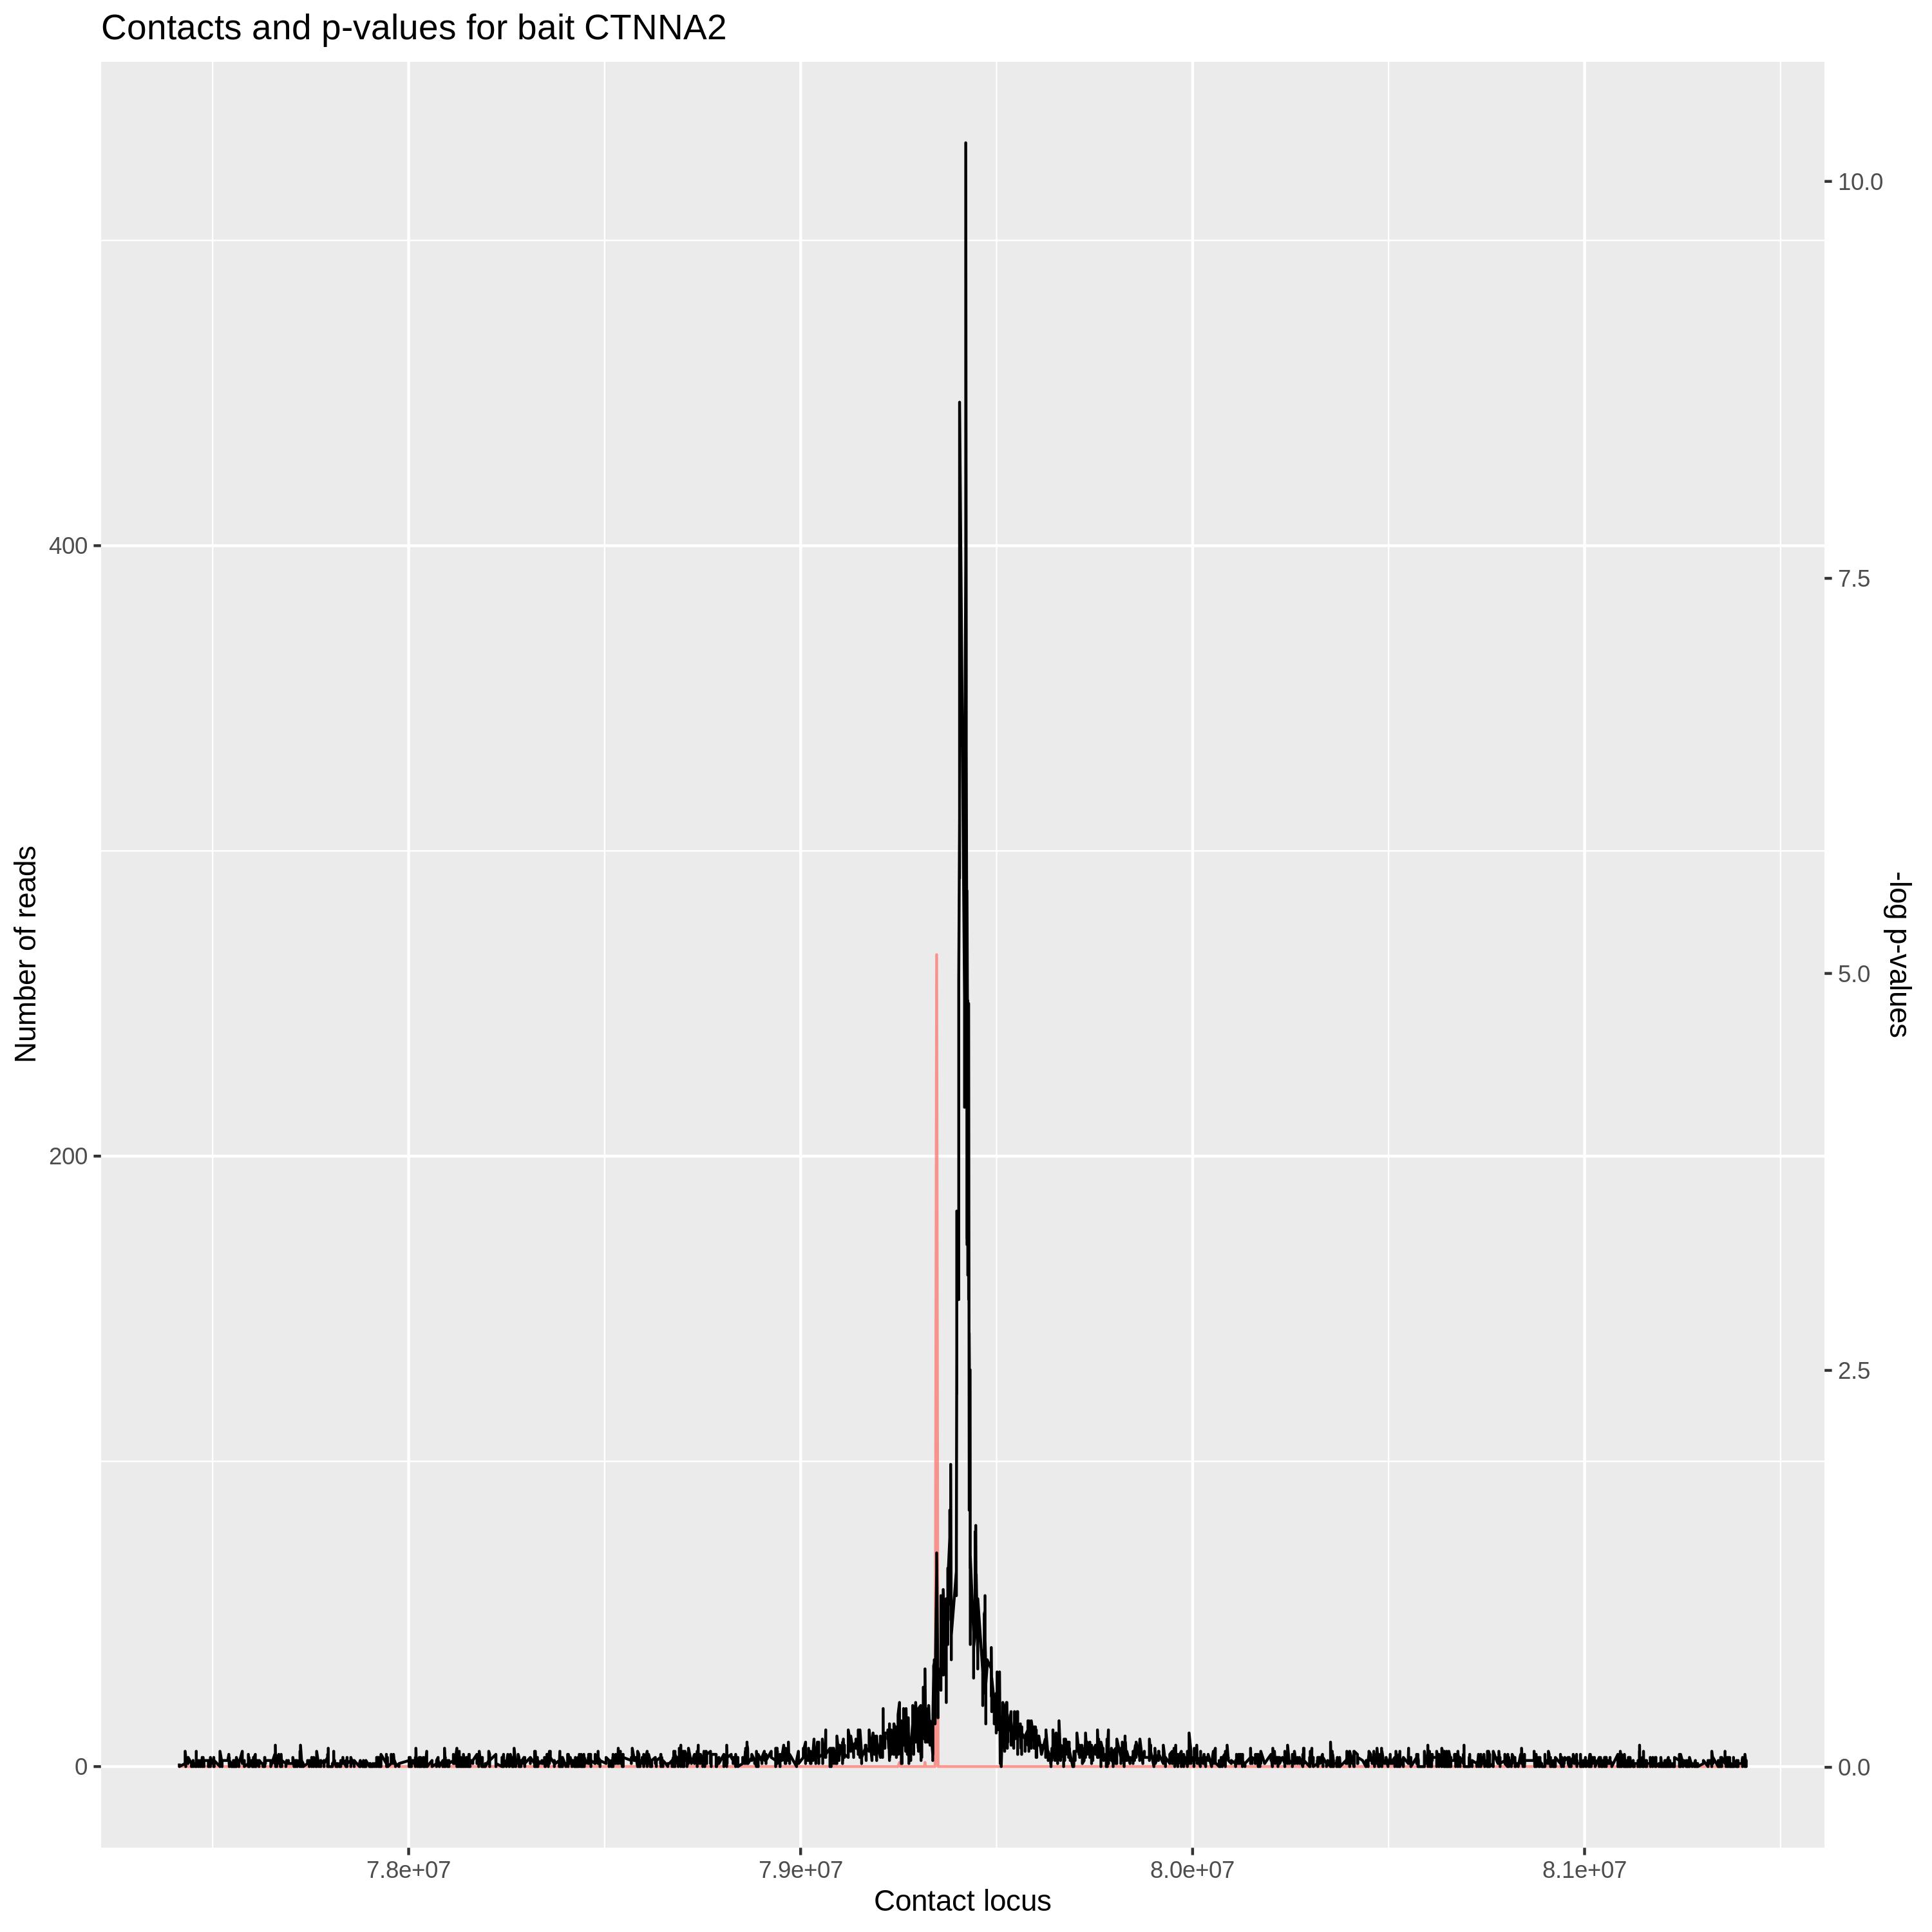 Contacts and p-values for bait CTNNA2
10.0
400
7.5
Number of reads
-log p-values
5.0
200
2.5
0
0.0
7.8e+07
7.9e+07
8.0e+07
8.1e+07
Contact locus